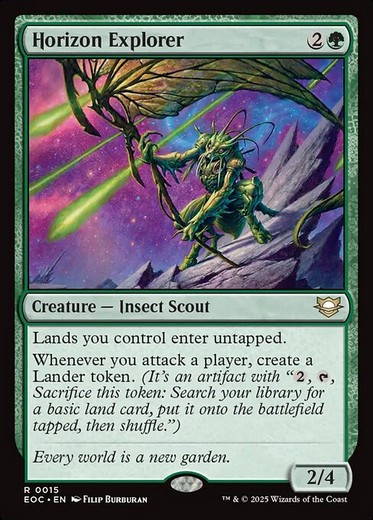 Horizon Explorer 2
Creature — Insect Scout
Lands you control enter untapped.
Whenever you attack a player, create a
Lander token. (It's an artifact with "2, ,
Sacrifice this token: Search your library for
a basic land card, put it onto the battlefield
tapped, then shuffle.")
Every world is a new garden.
2/4
R 0015
EOC • EN Filip Burburan
™ & © 2025 Wizards of the Coast